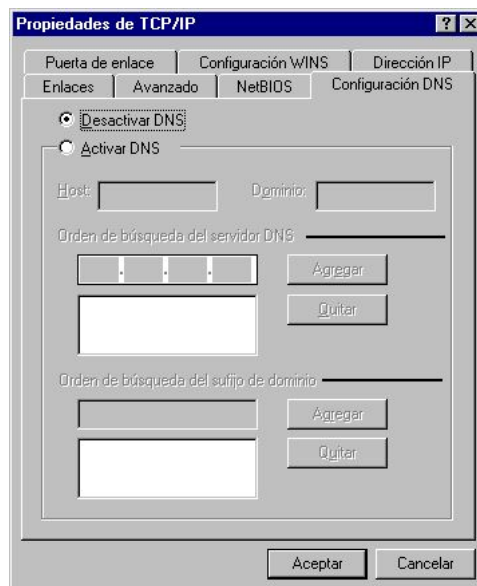 Propiedades de TCP/IP
Puerta de enlace Configuración WINS Dirección IP
Enlaces Avanzado NetBIOS Configuración DNS
Desactivar DNS
Activar DNS
Host: Dominio:
Orden de búsqueda del servidor DNS
Agregar
Quitar
Orden de búsqueda del sufijo de dominio
Agregar
Quitar
Aceptar Cancelar